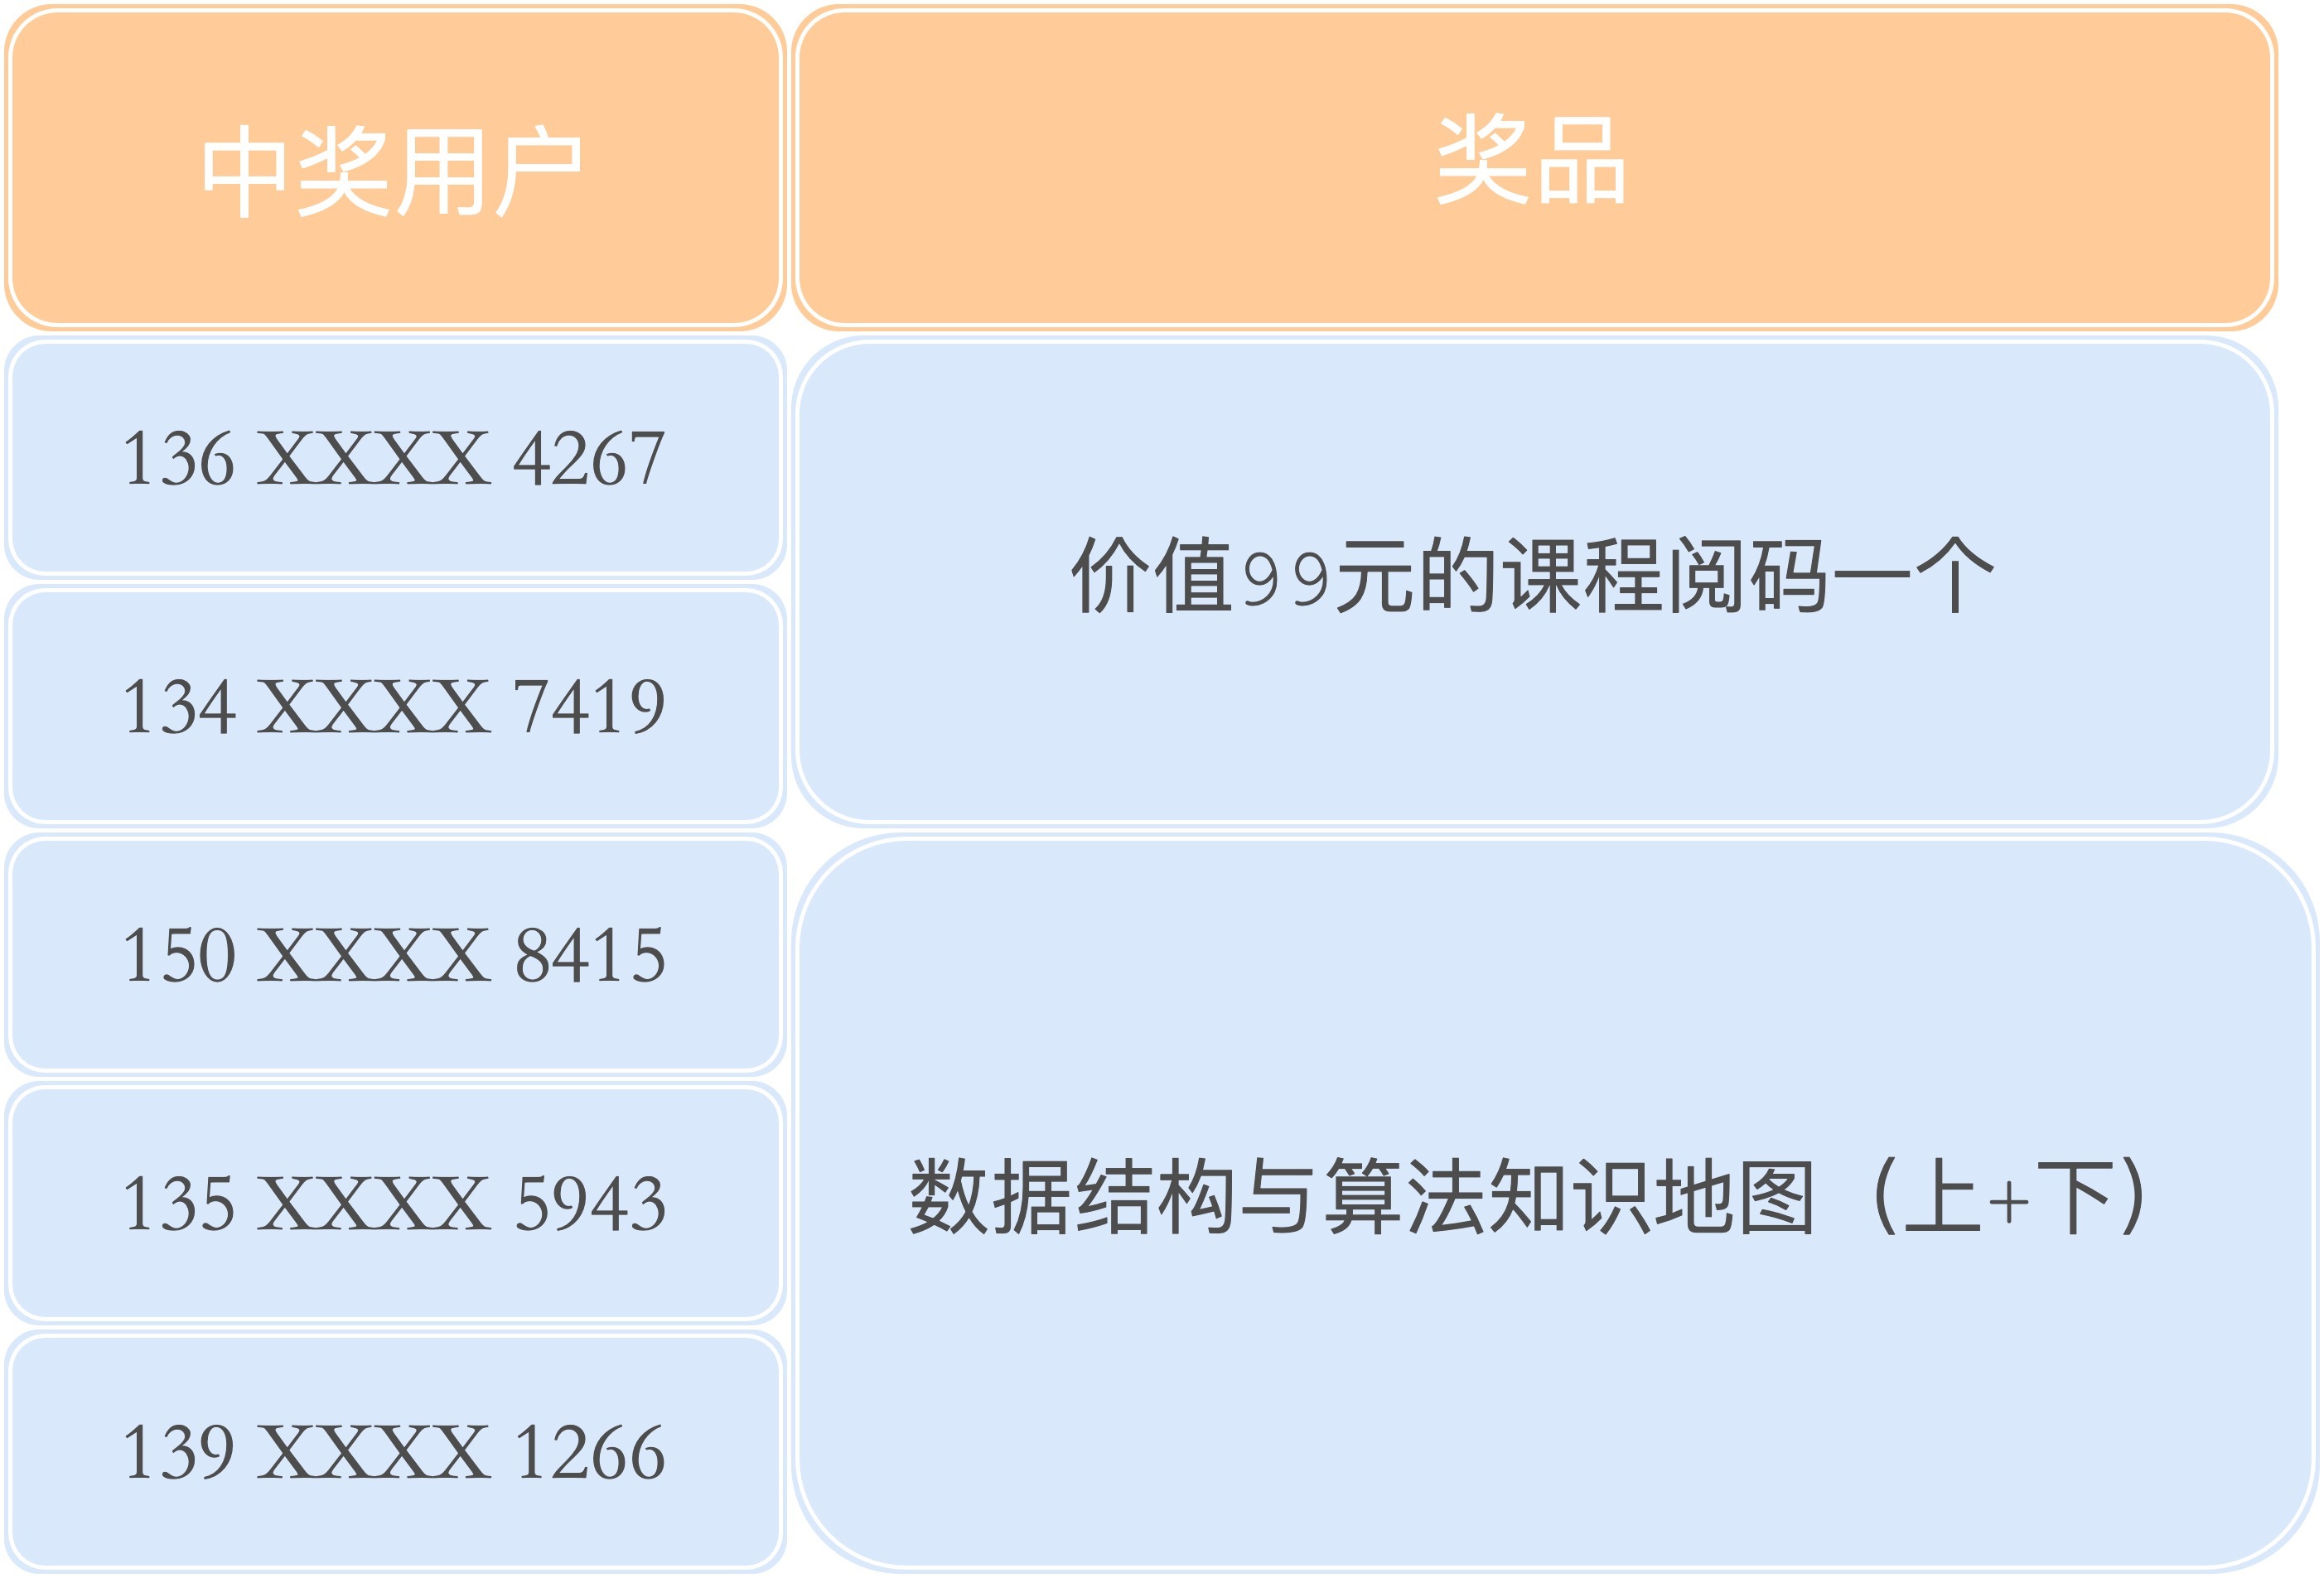 中奖用户
奖品
136 XXXX 4267
134 XXXX 7419
价值99元的课程阅码一个
150 XXXX 8415
135 XXXX 5043
139 XXXX 1266
数据结构与算法知识地图（上+下）